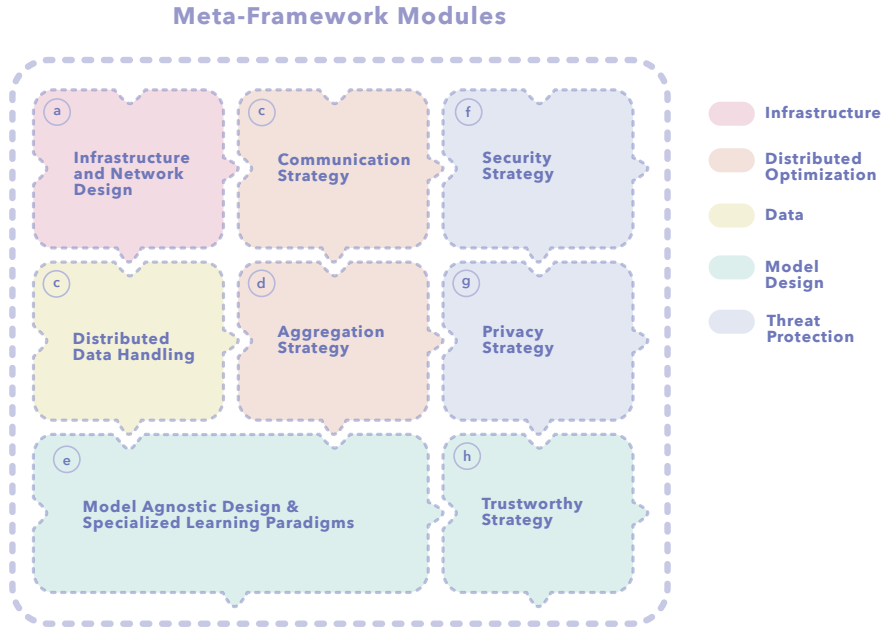 Meta-Framework Modules
a
Infrastructure
and Network
Design
c
Communication
Strategy
f
Security
Strategy
c
Distributed
Data Handling
d
Aggregation
Strategy
g
Privacy
Strategy
e
Model Agnostic Design &
Specialized Learning Paradigms
h
Trustworthy
Strategy
Infrastructure
Distributed
Optimization
Data
Model
Design
Threat
Protection